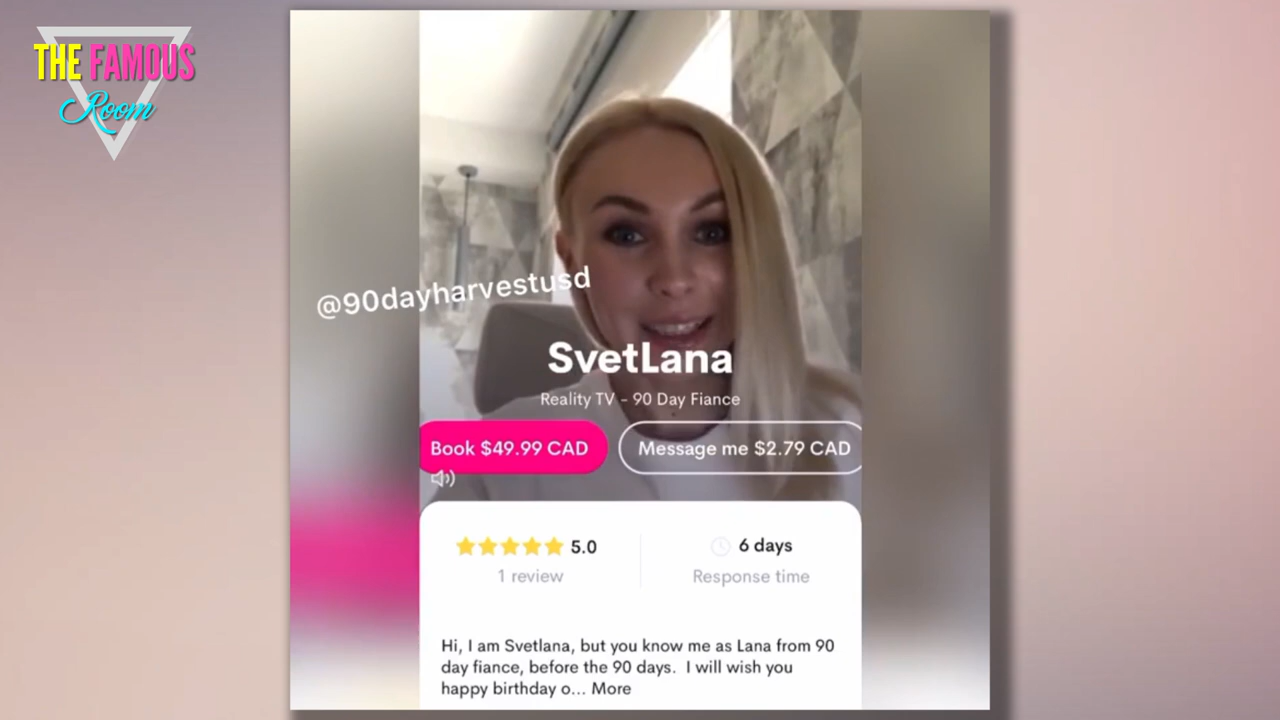 THE FAMOUS
Room
@90dayharvestusd
SvetLana
Reality TV - 90 Day Fiance
Book $49.99 CAD
Message me $2.79 CAD
5.0
6 days
1 review
Response time
Hi, I am Svetlana, but you know me as Lana from 90
day fiance, before the 90 days. I will wish you
happy birthday o... More